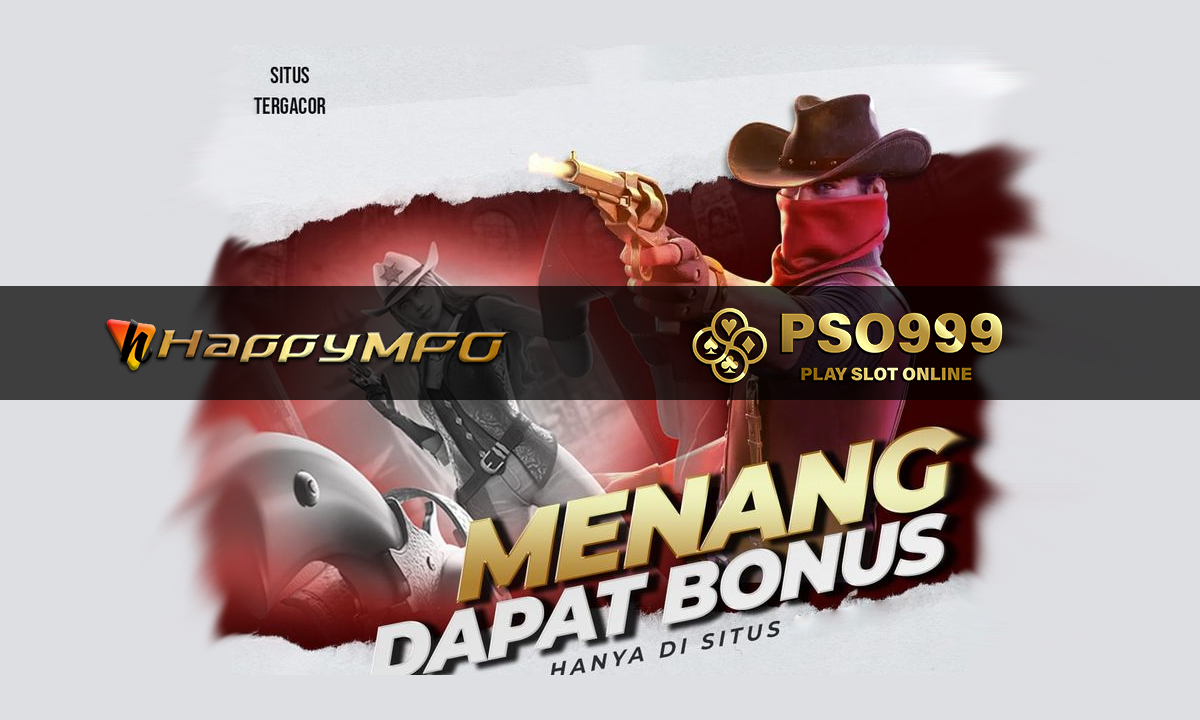 SITUS
TERGACOR
HAPPYMPO
PSO999
PLAY SLOT ONLINE
MENANG
DAPAT BONUS
HANYA DI SITUS